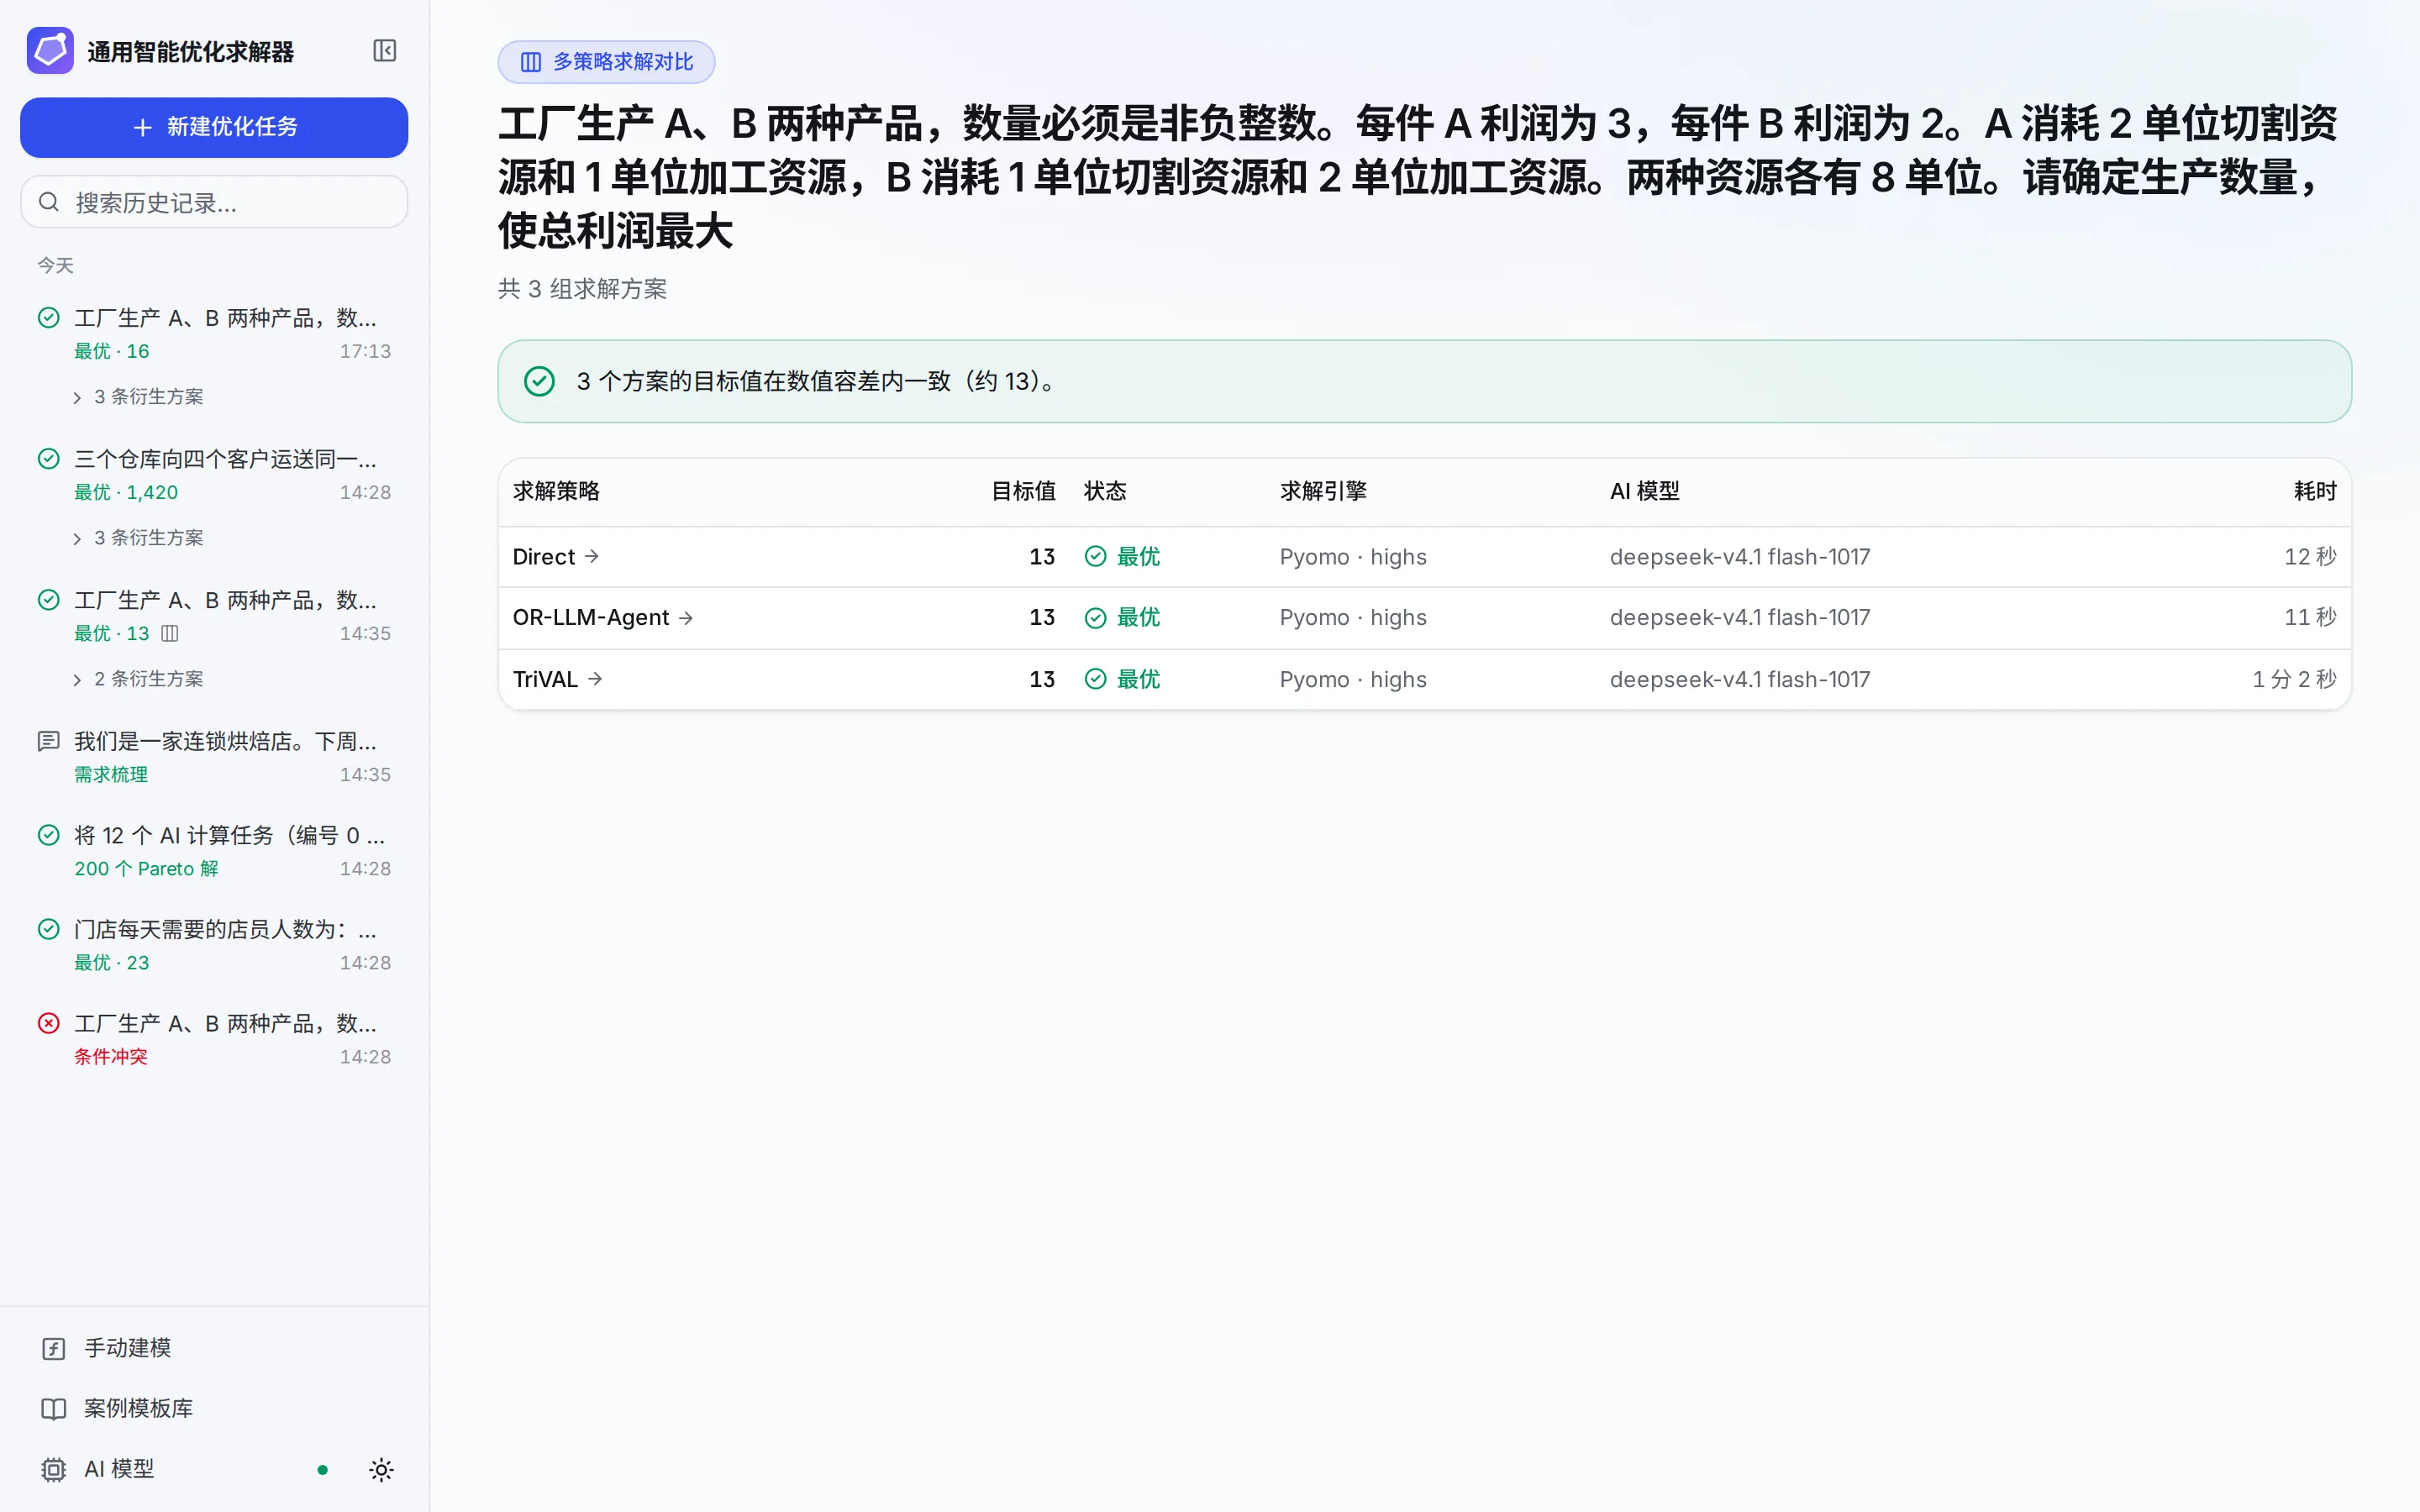 通用智能优化求解器
新建优化任务
搜索历史记录...
今天
工厂生产 A、B 两种产品，数...
最优 · 16 17:13
3 条衍生方案
三个仓库向四个客户运送同一...
最优 · 1,420 14:28
3 条衍生方案
工厂生产 A、B 两种产品，数...
最优 · 13 14:35
2 条衍生方案
我们是一家连锁烘焙店。下周...
需求梳理 14:35
将 12 个 AI 计算任务（编号 0 ...
200 个 Pareto 解 14:28
门店每天需要的店员人数为：...
最优 · 23 14:28
工厂生产 A、B 两种产品，数...
条件冲突 14:28
手动建模
案例模板库
AI 模型
多策略求解对比
工厂生产 A、B 两种产品，数量必须是非负整数。每件 A 利润为 3，每件 B 利润为 2。A 消耗 2 单位切割资
源和 1 单位加工资源，B 消耗 1 单位切割资源和 2 单位加工资源。两种资源各有 8 单位。请确定生产数量，
使总利润最大
共 3 组求解方案
3 个方案的目标值在数值容差内一致（约 13）。
求解策略 目标值 状态 求解引擎 AI 模型 耗时
Direct → 13 最优 Pyomo · highs deepseek-v4.1 flash-1017 12 秒
OR-LLM-Agent → 13 最优 Pyomo · highs deepseek-v4.1 flash-1017 11 秒
TriVAL → 13 最优 Pyomo · highs deepseek-v4.1 flash-1017 1 分 2 秒